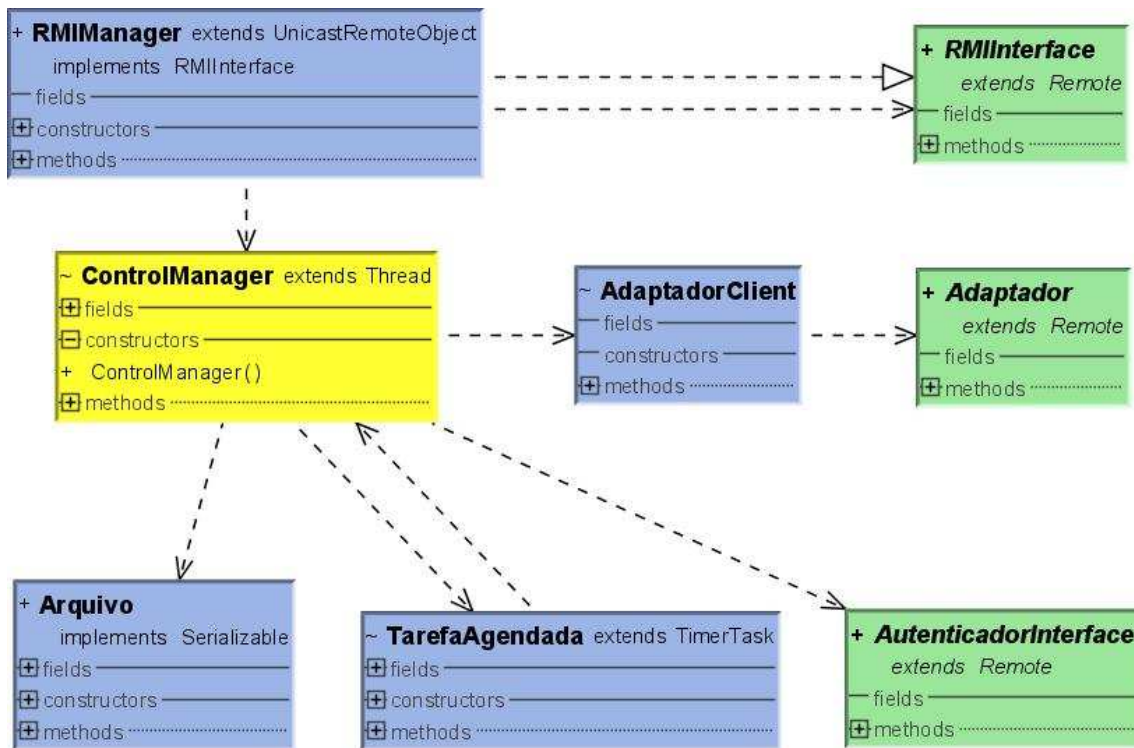 + RMIManager extends UnicastRemoteObject
implements RMIInterface
fields
constructors
methods
+ RMIInterface
extends Remote
fields
methods
~ ControlManager extends Thread
fields
constructors
+ ControlManager()
methods
~ AdaptadorClient
fields
constructors
methods
+ Adaptador
extends Remote
fields
methods
+ Arquivo
implements Serializable
fields
constructors
methods
~ TarefaAgendada extends TimerTask
fields
constructors
methods
+ AutenticadorInterface
extends Remote
fields
methods